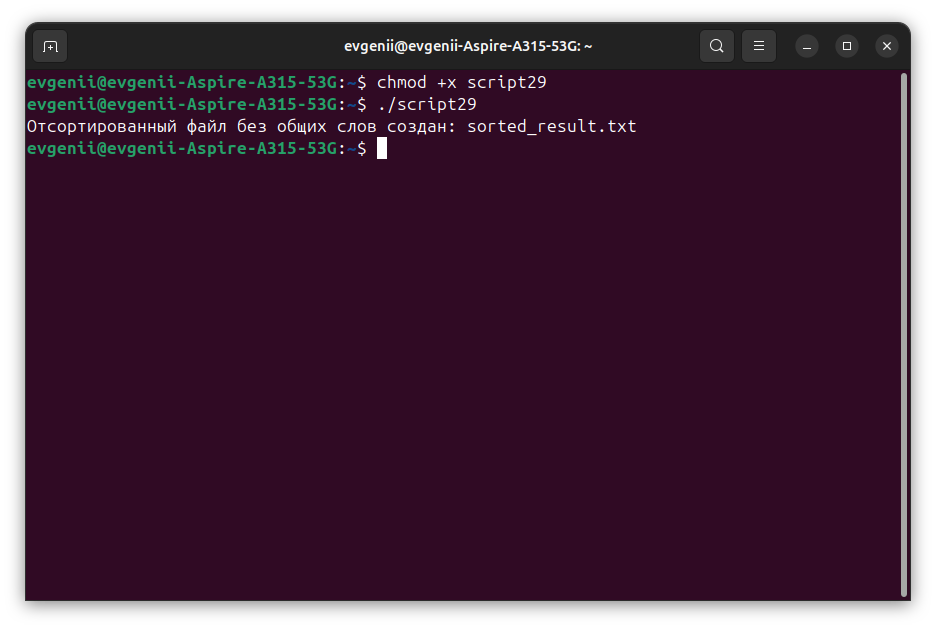 evgenii@evgenii-Aspire-A315-53G: ~
evgenii@evgenii-Aspire-A315-53G:~$ chmod +x script29
evgenii@evgenii-Aspire-A315-53G:~$ ./script29
Отсортированный файл без общих слов создан: sorted_result.txt
evgenii@evgenii-Aspire-A315-53G:~$